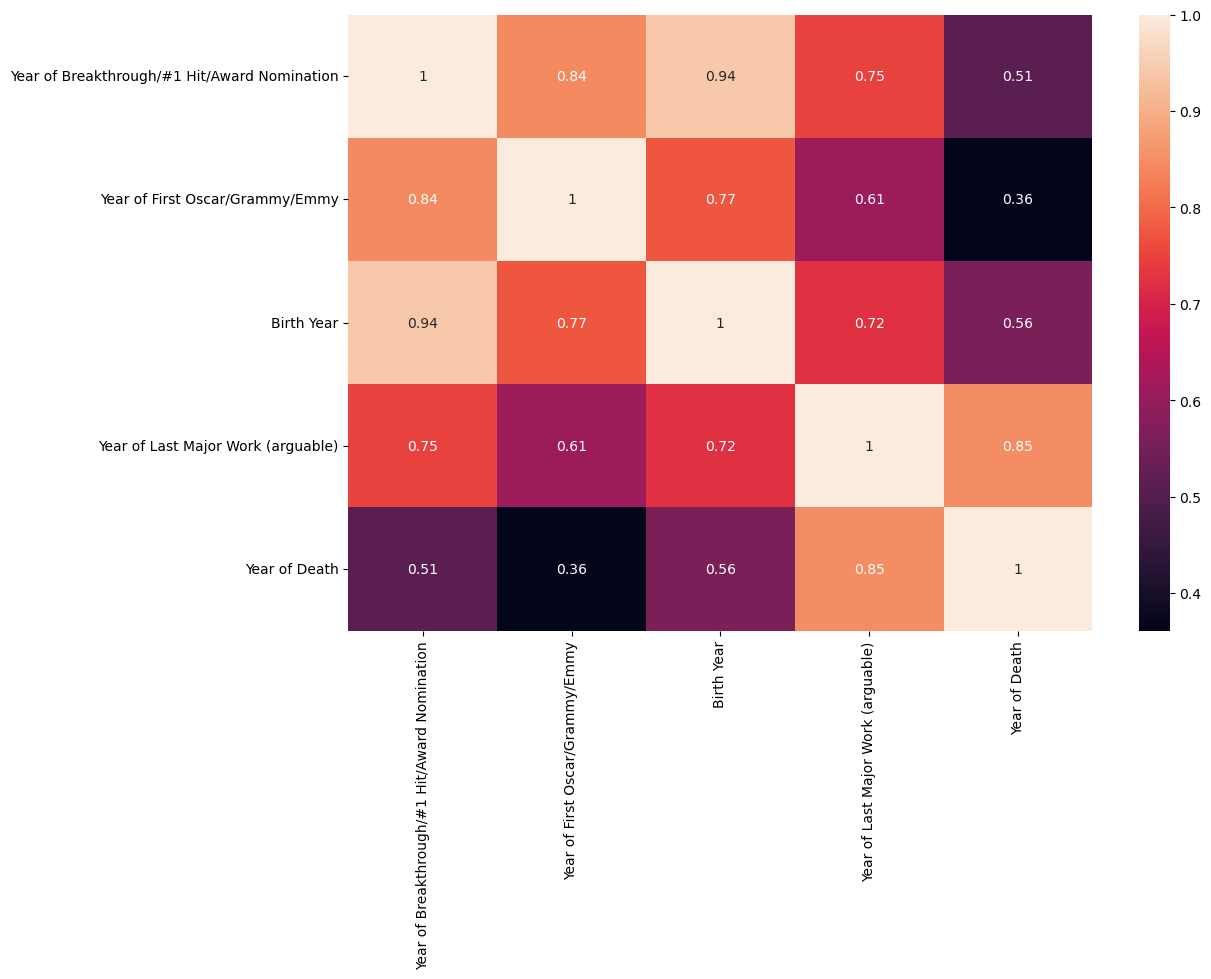 Year of Breakthrough/#1 Hit/Award Nomination 1 0.84 0.94 0.75 0.51
Year of First Oscar/Grammy/Emmy 0.84 1 0.77 0.61 0.36
Birth Year 0.94 0.77 1 0.72 0.56
Year of Last Major Work (arguable) 0.75 0.61 0.72 1 0.85
Year of Death 0.51 0.36 0.56 0.85 1
Year of Breakthrough/#1 Hit/Award Nomination
Year of First Oscar/Grammy/Emmy
Birth Year
Year of Last Major Work (arguable)
Year of Death
1.0
0.9
0.8
0.7
0.6
0.5
0.4